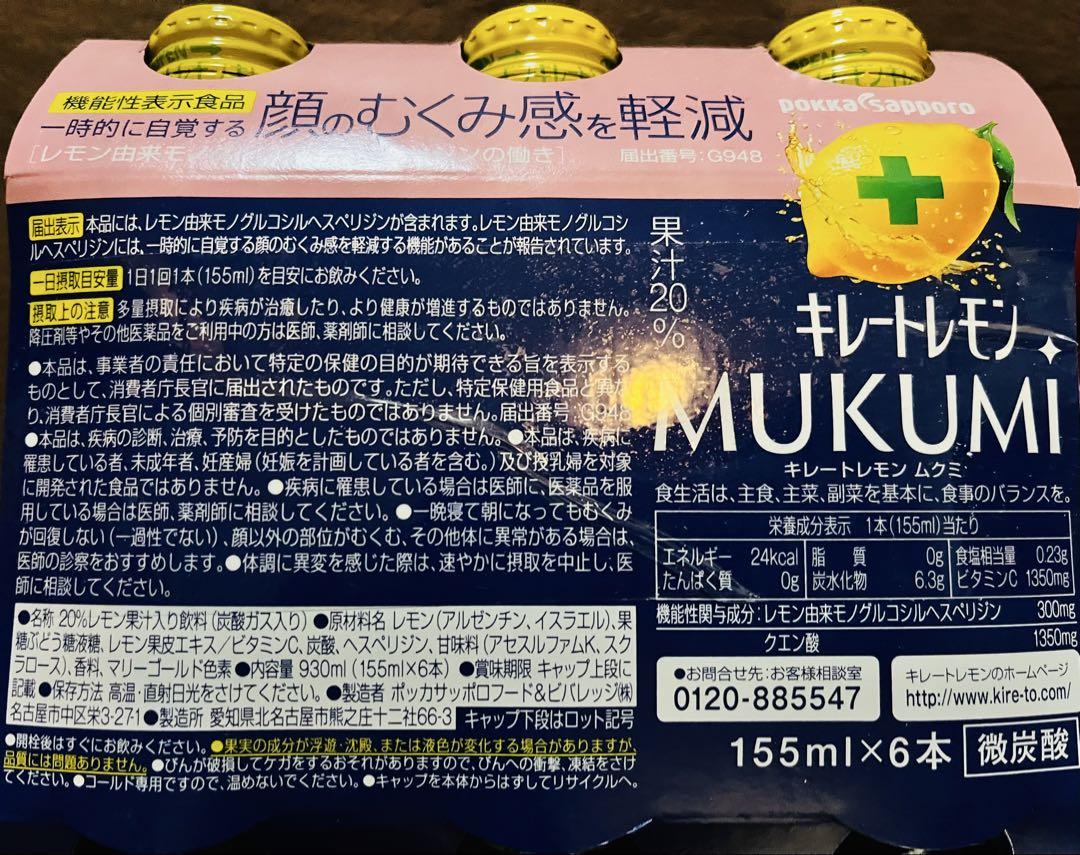 機能性表示食品
一時的に自覚する 顔のむくみ感を軽減
[レモン由来モ ジンの働き] 届出番号:G948
pokka sapporo
届出表示 本品には、レモン由来モノグルコシルヘスペリジンが含まれます。レモン由来モノグルコシ
ルヘスペリジンには、一時的に自覚する顔のむくみ感を軽減する機能があることが報告されています。
一日摂取目安量 1日1回1本(155ml)を目安にお飲みください。
摂取上の注意 多量摂取により疾病が治癒したり、より健康が増進するものではありません。
降圧剤等やその他医薬品をご利用中の方は医師、薬剤師に相談してください。
●本品は、事業者の責任において特定の保健の目的が期待できる旨を表示する
ものとして、消費者庁長官に届出されたものです。ただし、特定保健用食品と異な
り、消費者庁長官による個別審査を受けたものではありません。届出番号:G948
●本品は、疾病の診断、治療、予防を目的としたものではありません。●本品は、疾病に
罹患している者、未成年者、妊産婦(妊娠を計画している者を含む。)及び授乳婦を対象
に開発された食品ではありません。●疾病に罹患している場合は医師に、医薬品を服
用している場合は医師、薬剤師に相談してください。●一晩寝て朝になってもむくみ
が回復しない(一過性でない)、顔以外の部位がむくむ、その他体に異常がある場合は、
医師の診察をおすすめします。●体調に異変を感じた際は、速やかに摂取を中止し、医
師に相談してください。
●名称 20%レモン果汁入り飲料(炭酸ガス入り) ●原材料名 レモン(アルゼンチン、イスラエル)、果
糖ぶどう糖液糖、レモン果皮エキス/ビタミンC、炭酸、ヘスペリジン、甘味料(アセスルファムK、スク
ラロース)、香料、マリーゴールド色素 ●内容量 930ml(155ml×6本) ●賞味期限 キャップ上段に
記載 ●保存方法 高温・直射日光をさけてください。 ●製造者 ポッカサッポロフード&ビバレッジ(株)
名古屋市中区栄3-27-1 ●製造所 愛知県北名古屋市熊之庄十二社66-3 キャップ下段はロット記号
●開栓後はすぐにお飲みください。●果実の成分が浮遊・沈殿、または液色が変化する場合がありますが、
品質には問題ありません。●びんが破損してケガをするおそれがありますので、びんへの衝撃、凍結をさけ
てください。●コールド専用ですので、温めないでください。●キャップを本体からはずしてリサイクルへ。
果汁20%
キレートレモン
MUKUMI
キレートレモン ムクミ
食生活は、主食、主菜、副菜を基本に、食事のバランスを。
栄養成分表示 1本(155ml)当たり
エネルギー 24kcal 脂質 0g 食塩相当量 0.23g
たんぱく質 0g 炭水化物 6.3g ビタミンC 1350mg
機能性関与成分:レモン由来モノグルコシルヘスペリジン 300mg
クエン酸 1350mg
●お問合せ先:お客様相談室
0120-885547
キレートレモンのホームページ
http://www.kire-to.com/
155ml×6本 微炭酸